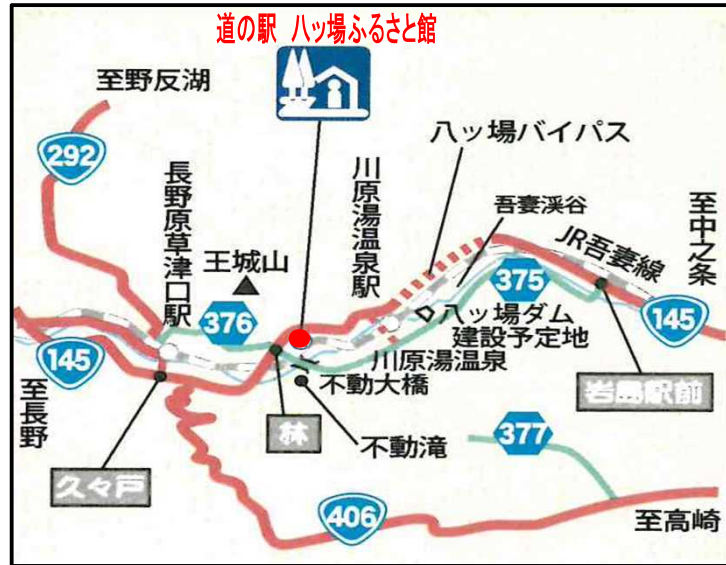 道の駅 八ッ場ふるさと館
至野反湖
八ッ場バイパス
292
長野原草津口駅
川原湯温泉駅
吾妻渓谷
至中之条
王城山
JR吾妻線
376
375
八ッ場ダム
建設予定地
145
145
川原湯温泉
至長野
不動大橋
岩島駅前
林
不動滝
377
久々戸
406
至高崎